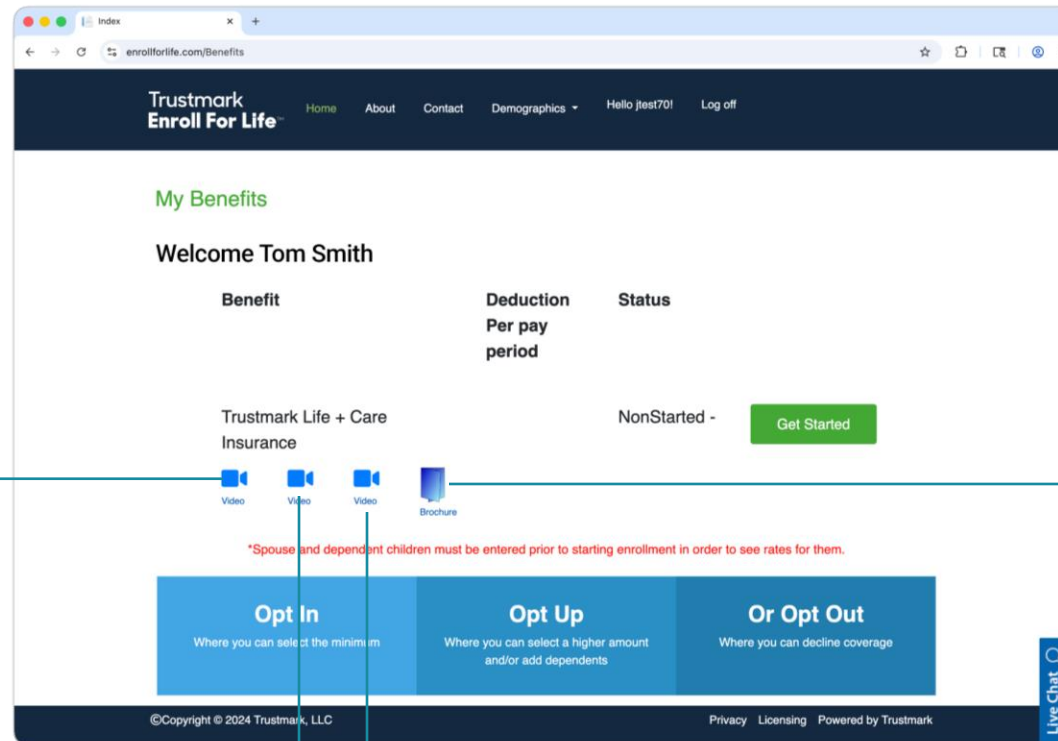 Index
enrollforlife.com/Benefits
Trustmark
Enroll For Life
Home About Contact Demographics Hello jtest70! Log off
My Benefits
Welcome Tom Smith
Benefit Deduction Status
Per pay
period
Trustmark Life + Care NonStarted - Get Started
Insurance
Video Video Video Brochure
*Spouse and dependent children must be entered prior to starting enrollment in order to see rates for them.
Opt In Opt Up Or Opt Out
Where you can select the minimum Where you can select a higher amount Where you can decline coverage
and/or add dependents
Live Chat
©Copyright © 2024 Trustmark, LLC Privacy Licensing Powered by Trustmark